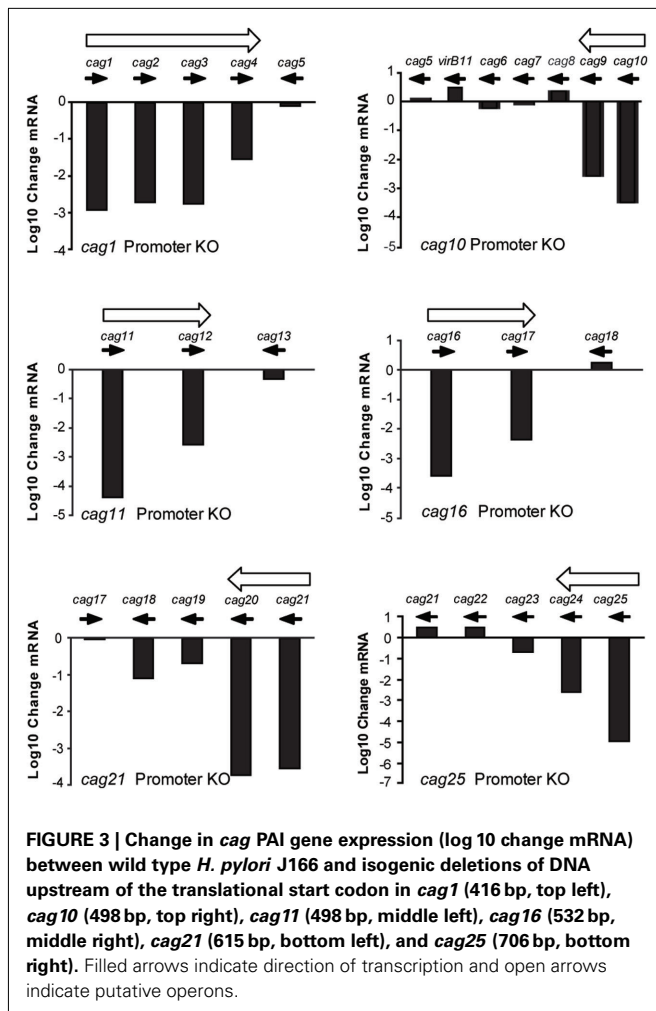 cag1 cag2 cag3 cag4 cag5
0
-1
-2
-3
-4
Log10 Change mRNA
cag1 Promoter KO
cag5 virB11 cag6 cag7 cag8 cag9 cag10
1
0
-1
-2
-3
-4
-5
Log10 Change mRNA
cag10 Promoter KO
cag11 cag12 cag13
0
-1
-2
-3
-4
-5
Log10 Change mRNA
cag11 Promoter KO
cag16 cag17 cag18
1
0
-1
-2
-3
-4
-5
Log10 Change mRNA
cag16 Promoter KO
cag17 cag18 cag19 cag20 cag21
0
-1
-2
-3
-4
Log10 Change mRNA
cag21 Promoter KO
cag21 cag22 cag23 cag24 cag25
1
0
-1
-2
-3
-4
-5
-6
-7
Log10 Change mRNA
cag25 Promoter KO
FIGURE 3 | Change in cag PAI gene expression (log 10 change mRNA)
between wild type H. pylori J166 and isogenic deletions of DNA
upstream of the translational start codon in cag1 (416 bp, top left),
cag10 (498 bp, top right), cag11 (498 bp, middle left), cag16 (532 bp,
middle right), cag21 (615 bp, bottom left), and cag25 (706 bp, bottom
right). Filled arrows indicate direction of transcription and open arrows
indicate putative operons.